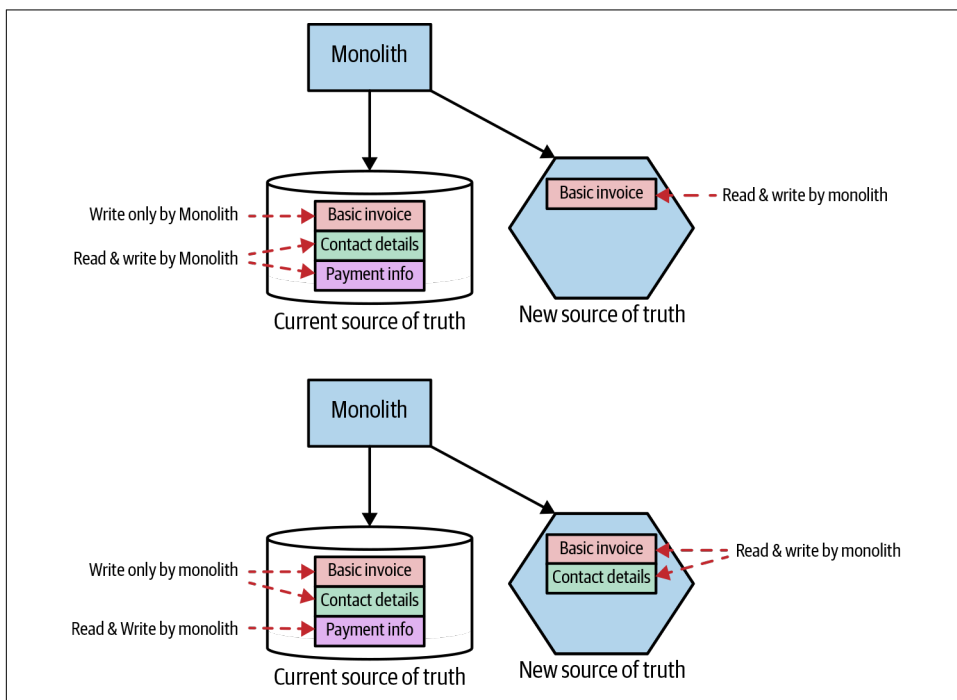 Monolith
Basic invoice
Write only by Monolith
Basic invoice
Read & write by monolith
Read & write by Monolith
Contact details
Payment info
Current source of truth
New source of truth
Monolith
Basic invoice
Read & write by monolith
Write only by monolith
Basic invoice
Contact details
Contact details
Read & Write by monolith
Payment info
Current source of truth
New source of truth